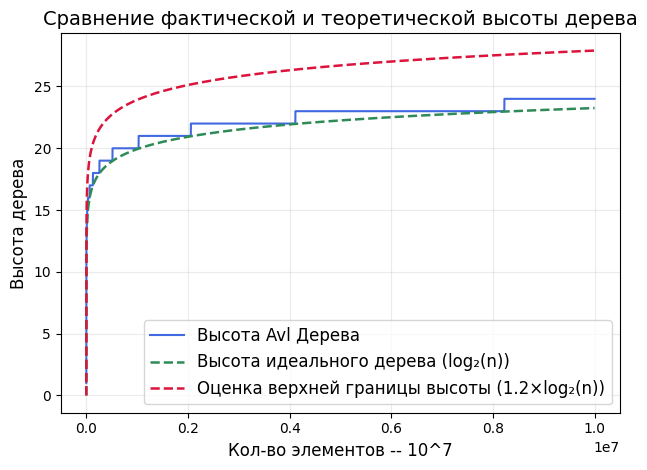 Сравнение фактической и теоретической высоты дерева
Высота дерева
25
20
15
10
5
0
Высота Avl Дерева
Высота идеального дерева (log₂(n))
Оценка верхней границы высоты (1.2×log₂(n))
0.0 0.2 0.4 0.6 0.8 1.0
1e7
Кол-во элементов -- 10^7